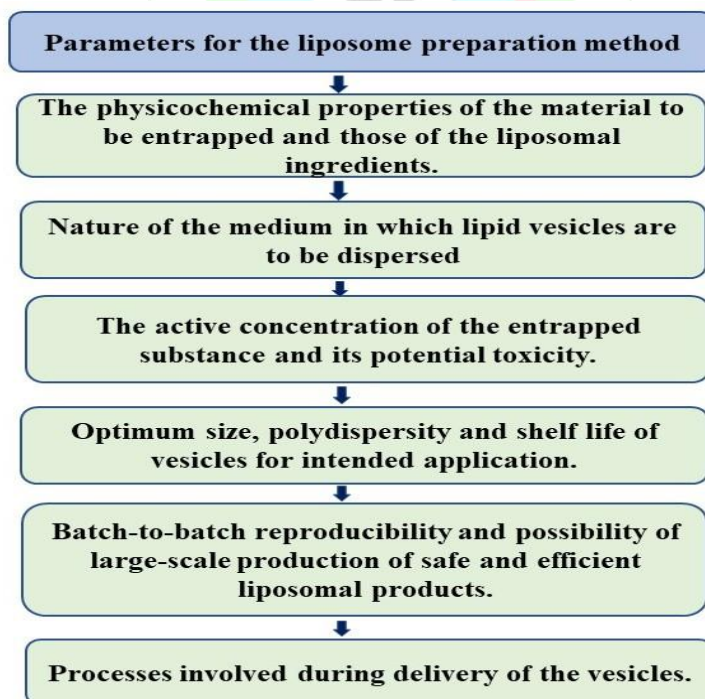 Parameters for the liposome preparation method
The physicochemical properties of the material to
be entrapped and those of the liposomal
ingredients.
Nature of the medium in which lipid vesicles are
to be dispersed
The active concentration of the entrapped
substance and its potential toxicity.
Optimum size, polydispersity and shelf life of
vesicles for intended application.
Batch-to-batch reproducibility and possibility of
large-scale production of safe and efficient
liposomal products.
Processes involved during delivery of the vesicles.